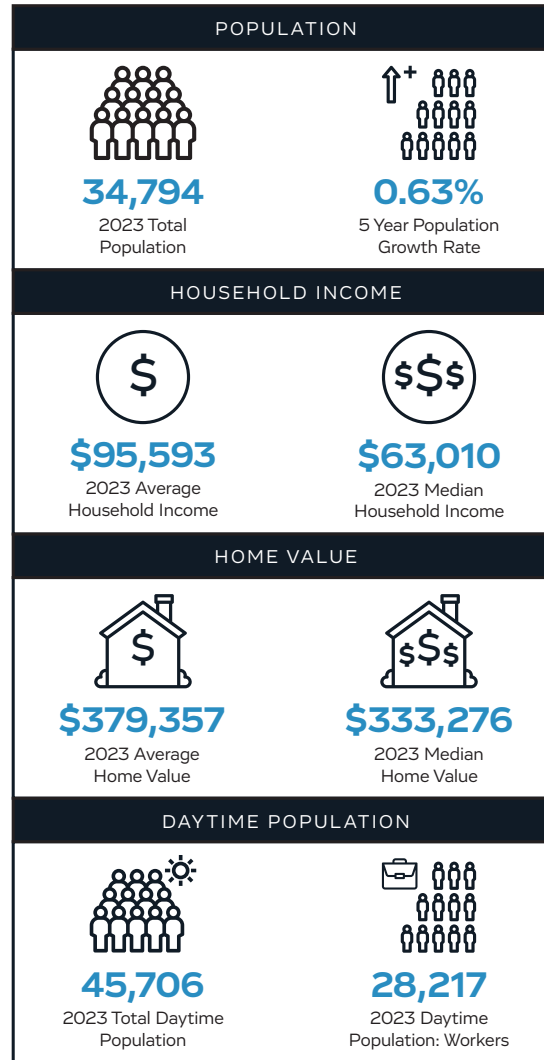 POPULATION
34,794
2023 Total
Population
0.63%
5 Year Population
Growth Rate
HOUSEHOLD INCOME
$
$95,593
2023 Average
Household Income
$$$
$63,010
2023 Median
Household Income
HOME VALUE
$
$379,357
2023 Average
Home Value
$$$
$333,276
2023 Median
Home Value
DAYTIME POPULATION
45,706
2023 Total Daytime
Population
28,217
2023 Daytime
Population: Workers